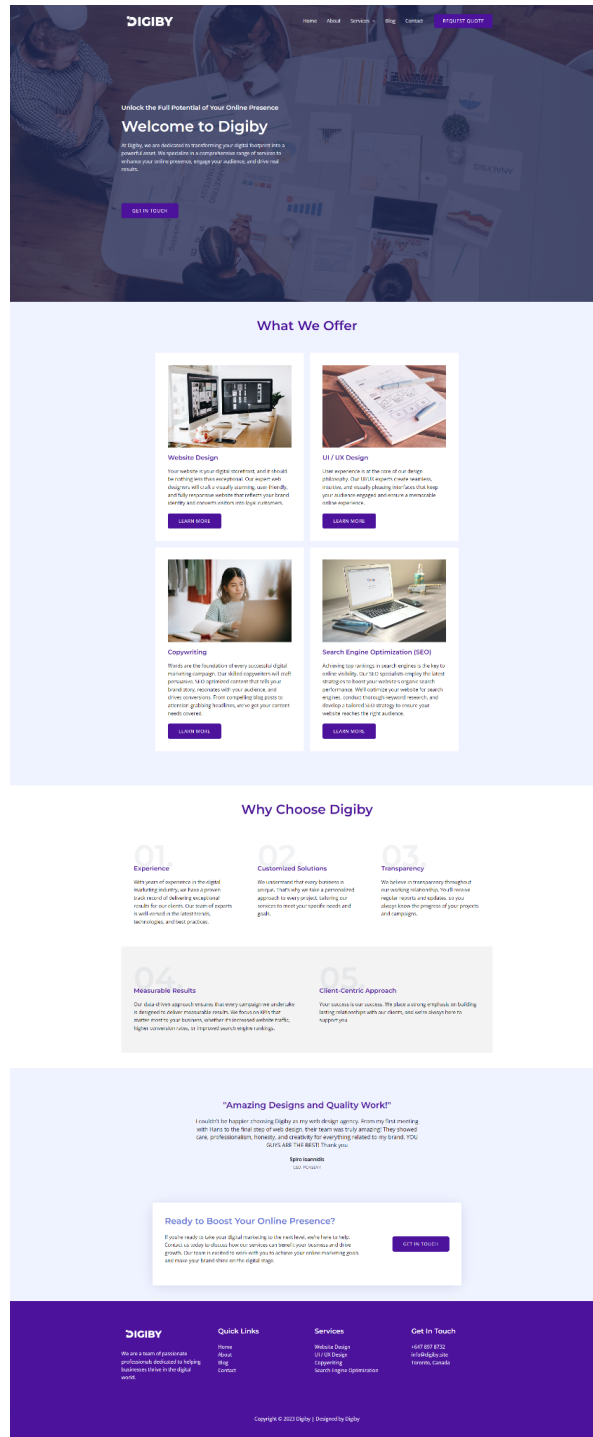 DIGIBY
Home About Services Blog Contact REQUEST QUOTE
Unlock the Full Potential of Your Online Presence
Welcome to Digiby
At Digiby, we are dedicated to transforming your digital footprint into a
powerful asset. We specialize in a comprehensive range of services to
enhance your online presence, engage your audience, and drive real
results.
GET IN TOUCH
MARKETING
STRATEGY
ANALYSIS
What We Offer
Website Design
Your website is your digital storefront, and it should
be nothing less than exceptional. Our expert web
designers will craft a visually stunning, user-friendly,
and fully responsive website that reflects your brand
identity and converts visitors into loyal customers.
LEARN MORE
UI / UX Design
User experience is at the core of our design
philosophy. Our UI/UX experts create seamless,
intuitive, and visually pleasing interfaces that keep
your audience engaged and ensure a memorable
online experience.
LEARN MORE
Copywriting
Words are the foundation of every successful digital
marketing campaign. Our skilled copywriters will craft
persuasive, SEO optimized content that tells your
brand story, resonates with your audience, and
drives conversions. From compelling blog posts to
attention-grabbing headlines, we've got your content
needs covered.
LEARN MORE
Search Engine Optimization (SEO)
Achieving top rankings in search engines is the key to
online visibility. Our SEO specialists employ the latest
strategies to boost your website's organic search
performance. We'll optimize your website for search
engines, conduct thorough keyword research, and
develop a tailored SEO strategy to ensure your
website reaches the right audience.
LEARN MORE
Why Choose Digiby
01.
Experience
With years of experience in the digital
marketing industry, we have a proven
track record of delivering exceptional
results for our clients. Our team of experts
is well-versed in the latest trends,
technologies, and best practices.
02.
Customized Solutions
We understand that every business is
unique. That's why we take a personalized
approach to every project, tailoring our
services to meet your specific needs and
goals.
03.
Transparency
We believe in transparency throughout
our working relationship. You'll receive
regular reports and updates, so you
always know the progress of your projects
and campaigns.
04
Measurable Results
Our data-driven approach ensures that every campaign we undertake
is designed to deliver measurable results. We focus on KPIs that
matter most to your business, whether it's increased website traffic,
higher conversion rates, or improved search engine rankings.
05
Client-Centric Approach
Your success is our success. We place a strong emphasis on building
lasting relationships with our clients, and we're always here to
support you
"Amazing Designs and Quality Work!"
I couldn't be happier choosing Digiby as my web design agency. From my first meeting
with Hans to the final step of web design, their team was truly amazing! They showed
care, professionalism, honesty, and creativity for everything related to my brand. YOU
GUYS ARE THE BEST! Thank you
Spiro Ioannidis
CEO
Ready to Boost Your Online Presence?
If you're ready to take your digital marketing to the next level, we're here to help.
Contact us today to discuss how our services can benefit your business and drive
growth. Our team is excited to work with you to achieve your online marketing goals
and make your brand shine on the digital stage.
GET IN TOUCH
DIGIBY
We are a team of passionate
professionals dedicated to helping
businesses thrive in the digital
world.
Quick Links
Home
About
Blog
Contact
Services
Website Design
UI / UX Design
Copywriting
Search Engine Optimization
Get In Touch
+647 897 8732
info@digiby.site
Toronto, Canada
Copyright © 2023 Digiby | Designed by Digiby